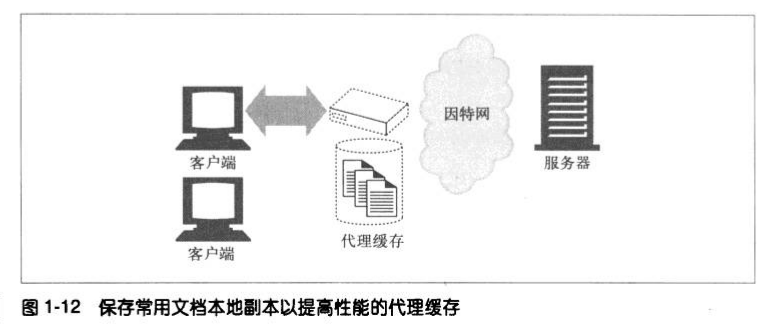 因特网
客户端
服务器
代理缓存
客户端
图 1-12 保存常用文档本地副本以提高性能的代理缓存